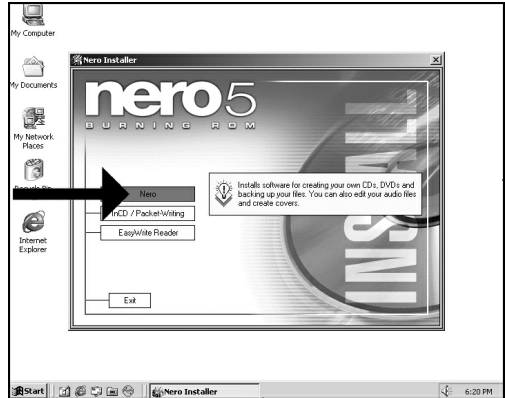 My Computer
My Documents
My Network
Places
Internet
Explorer
Nero Installer
nero 5
BURNING ROM
Nero
InCD / Packet-Writing
EasyWrite Reader
Exit
Installs software for creating your own CDs, DVDs and
backing up your files. You can also edit your audio files
and create covers.
INSTALL
Start
Nero Installer
6:20 PM